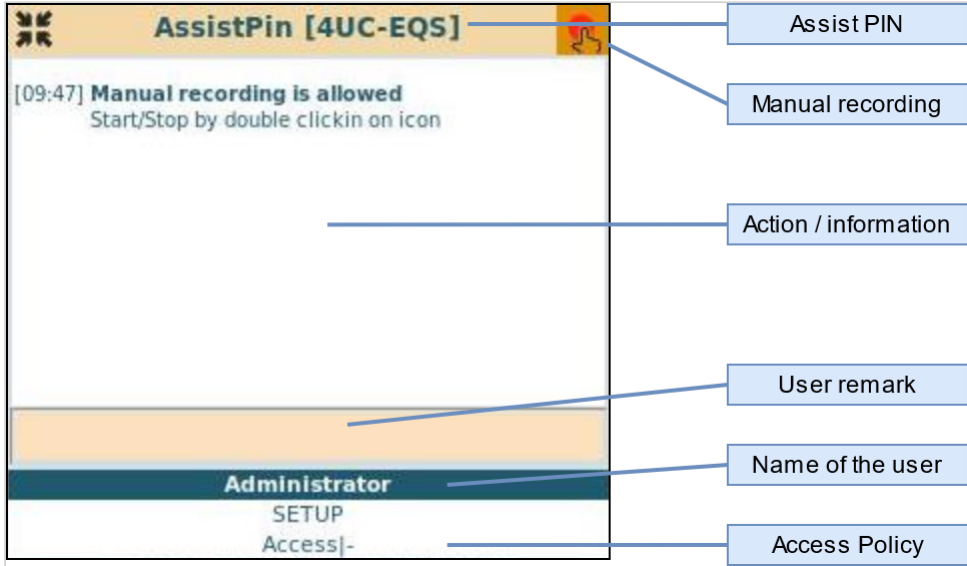 AssistPin [4UC-EQS]
Assist PIN
[09:47] Manual recording is allowed
Start/Stop by double clickin on icon
Manual recording
Action / information
User remark
Administrator
Name of the user
SETUP
Access|-
Access Policy